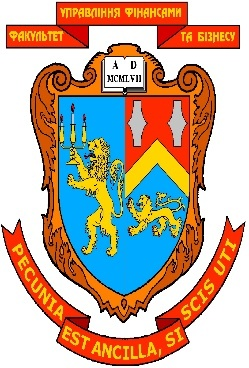 УПРАВЛІННЯ ФІНАНСАМИ
ФАКУЛЬТЕТ ТА БІЗНЕСУ
A D
MCMLVII
PECUNIA EST ANCILLA, SI SCIS UTI